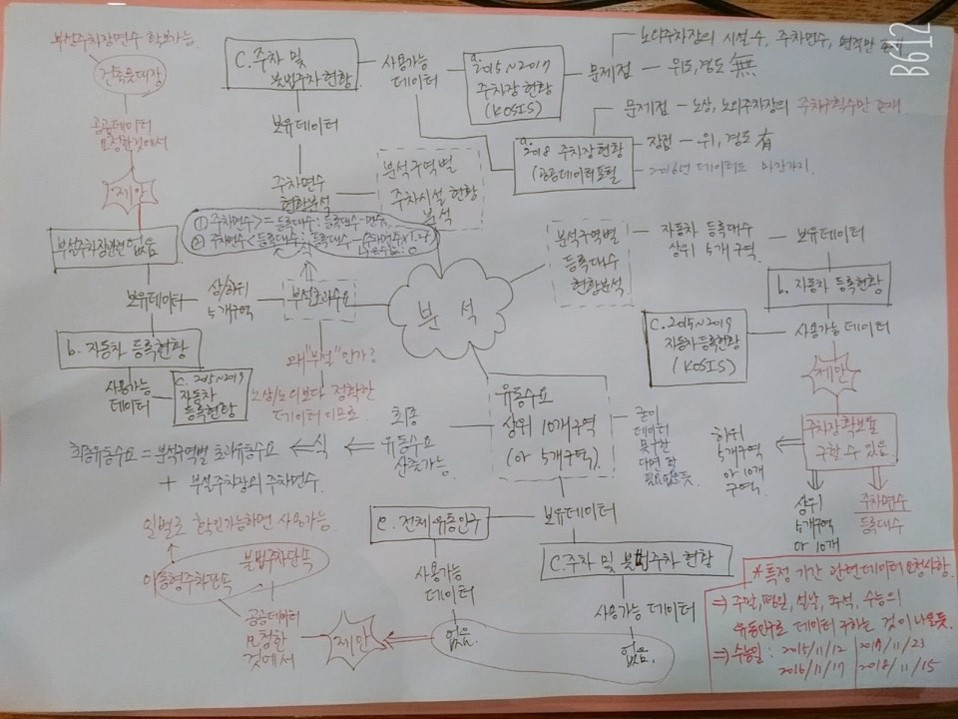 부설주차장면수 확보가능.
건축물대장
공공데이터
요청한것에서
제안
부설주차장면수 없음
보유데이터
상/하위
5개구역
부설초과수요
b. 자동차 등록현황
사용가능
데이터
c. 2015~2019
자동차
등록현황
왜 "부설"인가?
노상/노외보다 정확한
데이터 이므로
C. 주차 및
불법주차 현황
보유데이터
주차면수
현황분석
분석구역별
주차시설 현황
분석
① 주차면수 >= 등록대수 : 등록대수-면수
② 주차면수 < 등록대수 :
사용가능
데이터
a. 2015~2017
주차장 현황
(KOSIS)
문제점
노외주차장의 시설수, 주차면수, 면적만 존재
위도, 경도 無
a. 2018 주차장현황
(공공데이터포털
문제점 - 노상, 노외주차장의 주차구획수만 존재
장점 - 위, 경도 有
2016년 데이터도 마찬가지.
분석
분석구역별
등록대수
현황분석
자동차 등록대수
상위 5개구역
보유데이터
b. 자동차 등록현황
사용가능 데이터
C. 2015~2019
자동차등록현황
(KOSIS)
제안
주차장확보율
구할 수 있음
하위
5개구역
or 10개
구역.
상위
5개구역
or 10개
주차면수
등록대수
유동수요
상위 10개구역
(or 5개구역).
굳이
데이터
못구한
필요없을듯.
최종
유동수요
산출가능
식
최종유동수요 = 분석구역별 초과유동수요
+ 부설주차장의 주차면수.
보유데이터
e. 전체 유동인구
사용가능
데이터
없음.
C. 주차 및 불법주차 현황
사용가능 데이터
없음.
제안
공공데이터
요청한
것에서
불법주차단속
이동형주차단속
일별로 확인가능하면 사용가능.
*특정 기간 관련데이터 요청사항.
⇒ 주말, 평일, 설날, 추석, 수능의
유동인구로 데이터 구하는 것이 나을듯.
⇒ 수능일 : 2015/11/12 2017/11/23
2016/11/17 2018/11/15
B612